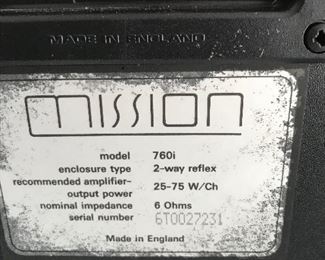 MADE IN ENGLAND
mission
model 760i
enclosure type 2-way reflex
recommended amplifier-
output power 25-75 W/Ch
nominal impedance 6 Ohms
serial number 6T0027231
Made in England